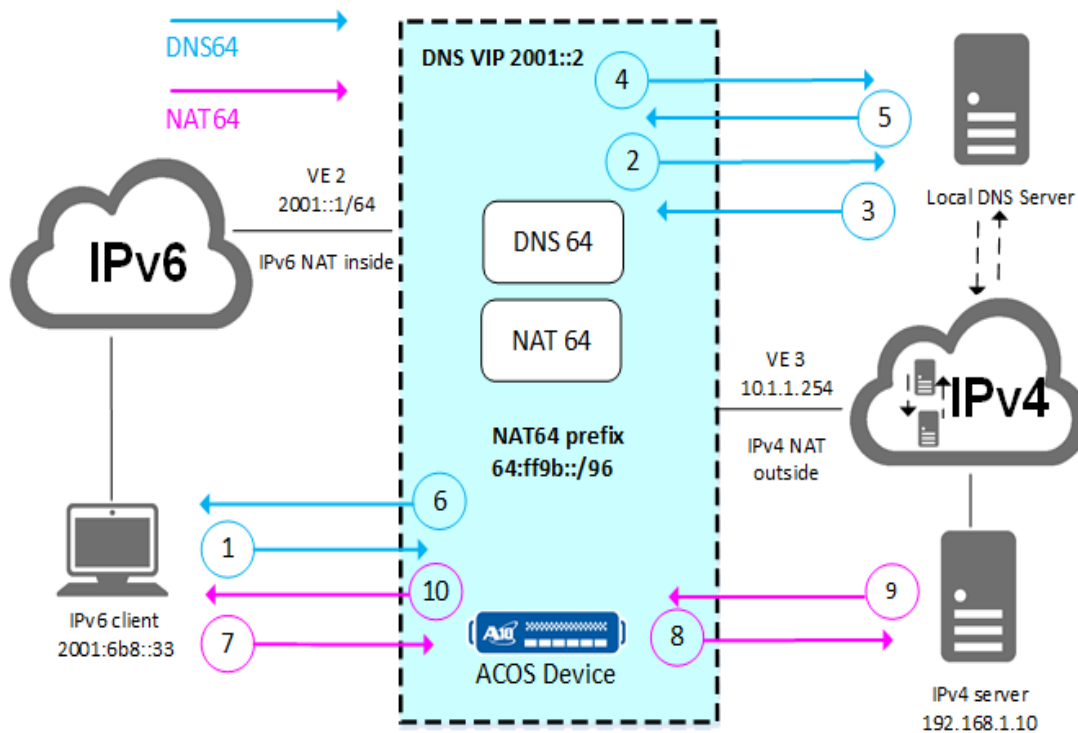 DNS64
NAT64
DNS VIP 2001::2
4
5
2
3
Local DNS Server
VE 2
2001::1/64
IPv6 NAT inside
IPv6
DNS 64
NAT 64
VE 3
10.1.1.254
IPv4 NAT
outside
IPv4
NAT64 prefix
64:ff9b::/96
6
1
10
9
7
8
IPv6 client
2001:6b8::33
A10
ACOS Device
IPv4 server
192.168.1.10